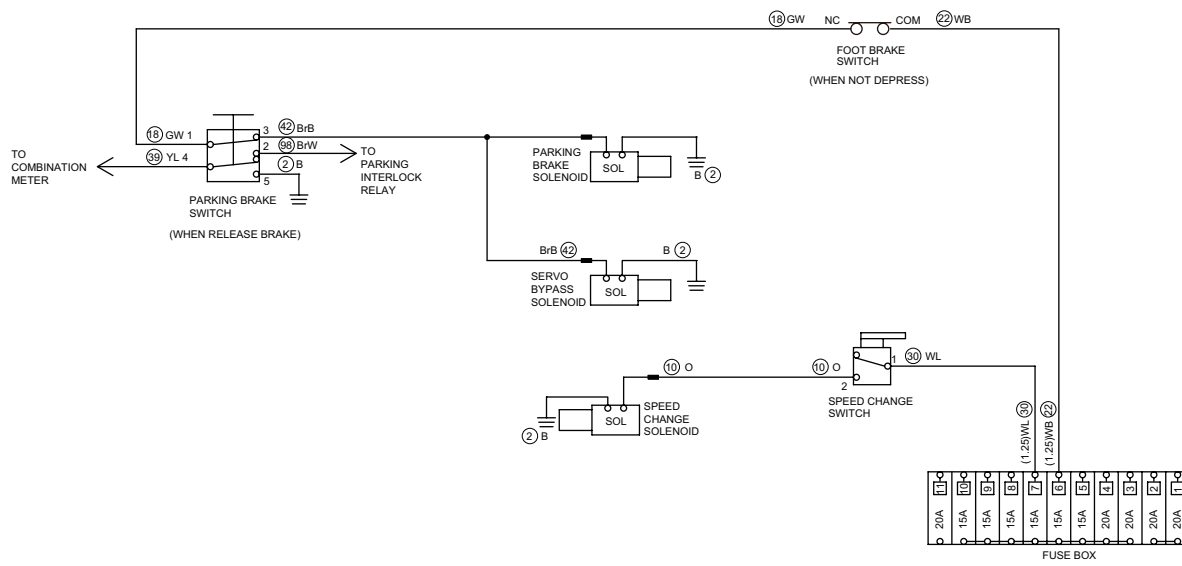 18 GW NC COM 22 WB
FOOT BRAKE
SWITCH
(WHEN NOT DEPRESS)
18 GW 1
3
42 BrB
39 YL 4
2
98 BrW
2 B
5
TO
COMBINATION
METER
TO
PARKING
INTERLOCK
RELAY
PARKING BRAKE
SWITCH
(WHEN RELEASE BRAKE)
PARKING
BRAKE
SOLENOID
SOL
B 2
BrB 42
B 2
SERVO
BYPASS
SOLENOID
SOL
10 O
10 O
1
30 WL
2
SPEED CHANGE
SWITCH
SOL
SPEED
CHANGE
SOLENOID
2 B
(1.25)WL 30
(1.25)WB 22
11 10 9 8 7 6 5 4 3 2 1
20A 15A 15A 15A 15A 15A 15A 20A 20A 20A 20A
FUSE BOX